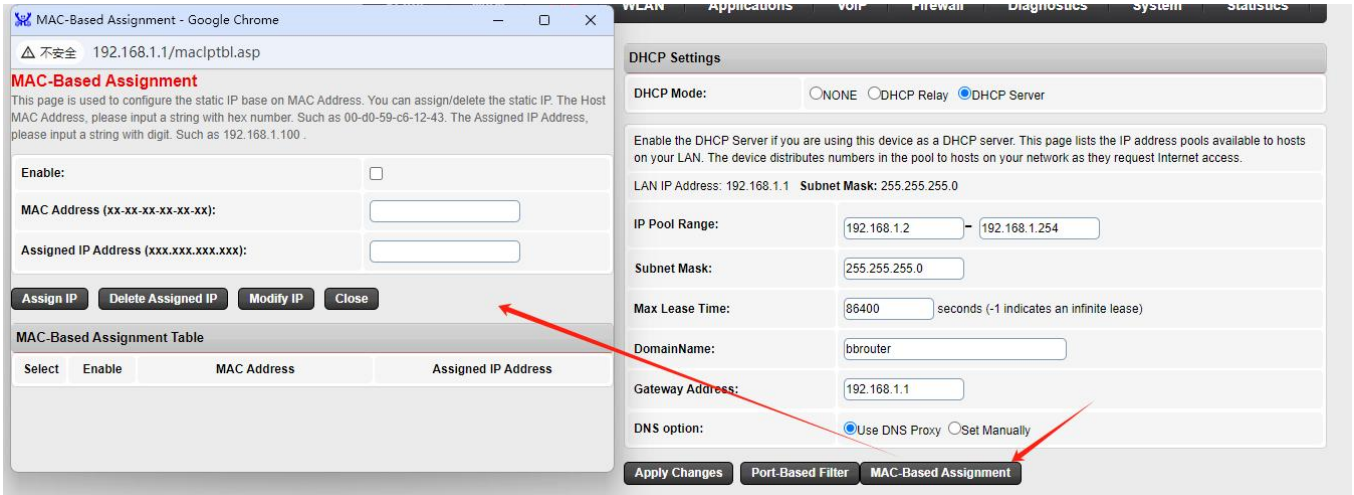 MAC-Based Assignment - Google Chrome
不安全 192.168.1.1/macIptbl.asp
MAC-Based Assignment
This page is used to configure the static IP base on MAC Address. You can assign/delete the static IP. The Host
MAC Address, please input a string with hex number. Such as 00-d0-59-c6-12-43. The Assigned IP Address,
please input a string with digit. Such as 192.168.1.100 .
Enable:
MAC Address (xx-xx-xx-xx-xx-xx):
Assigned IP Address (xxx.xxx.xxx.xxx):
Assign IP Delete Assigned IP Modify IP Close
MAC-Based Assignment Table
Select Enable MAC Address Assigned IP Address
WLAN Applications VoIP Firewall Diagnostics System Statistics
DHCP Settings
DHCP Mode: NONE DHCP Relay DHCP Server
Enable the DHCP Server if you are using this device as a DHCP server. This page lists the IP address pools available to hosts
on your LAN. The device distributes numbers in the pool to hosts on your network as they request Internet access.
LAN IP Address: 192.168.1.1 Subnet Mask: 255.255.255.0
IP Pool Range: 192.168.1.2 - 192.168.1.254
Subnet Mask: 255.255.255.0
Max Lease Time: 86400 seconds (-1 indicates an infinite lease)
DomainName: bbrouter
Gateway Address: 192.168.1.1
DNS option: Use DNS Proxy Set Manually
Apply Changes Port-Based Filter MAC-Based Assignment